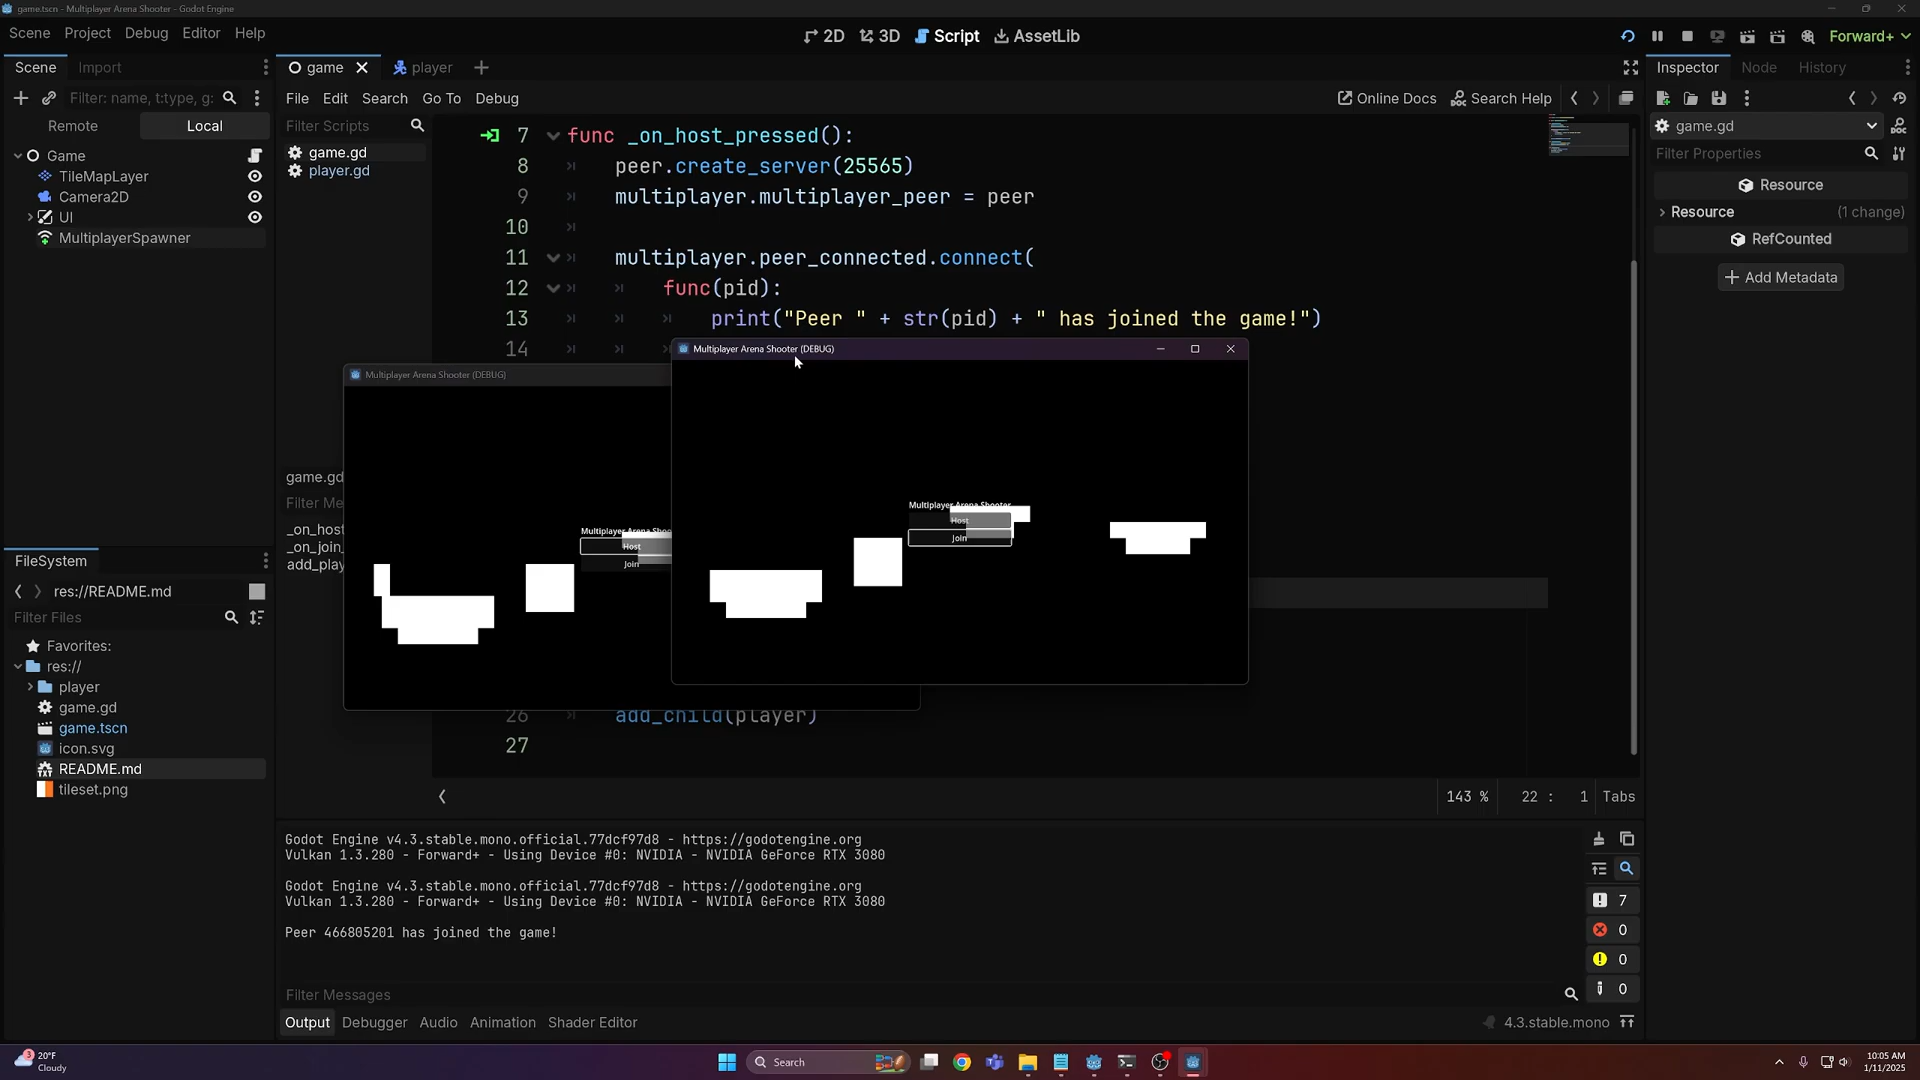 game.tscn - Multiplayer Arena Shooter - Godot Engine
Scene Project Debug Editor Help
2D 3D Script AssetLib
Forward+
Scene Import
game player
Inspector Node History
Filter: name, t:type, g:
File Edit Search Go To Debug
Online Docs Search Help
Remote Local
Filter Scripts
game.gd
Filter Properties
Game
TileMapLayer
Camera2D
UI
MultiplayerSpawner
game.gd
player.gd
7 func _on_host_pressed():
8 peer.create_server(25565)
9 multiplayer.multiplayer_peer = peer
10
11 multiplayer.peer_connected.connect(
12 func(pid):
13 print("Peer " + str(pid) + " has joined the game!")
14
Resource
Resource (1 change)
RefCounted
Add Metadata
Multiplayer Arena Shooter (DEBUG)
Host
Join
Multiplayer Arena Shooter (DEBUG)
Multiplayer Arena Shooter
Host
Join
game.gd
Filter Me
_on_host
_on_join_
add_play
26 add_child(player)
27
FileSystem
res://README.md
Filter Files
Favorites:
res://
player
game.gd
game.tscn
icon.svg
README.md
tileset.png
143 % 22 : 1 Tabs
Godot Engine v4.3.stable.mono.official.77dcf97d8 - https://godotengine.org
Vulkan 1.3.280 - Forward+ - Using Device #0: NVIDIA - NVIDIA GeForce RTX 3080
Godot Engine v4.3.stable.mono.official.77dcf97d8 - https://godotengine.org
Vulkan 1.3.280 - Forward+ - Using Device #0: NVIDIA - NVIDIA GeForce RTX 3080
Peer 466805201 has joined the game!
7
0
0
0
Filter Messages
Output Debugger Audio Animation Shader Editor
4.3.stable.mono
3
20°F
Cloudy
Search
10:05 AM
1/11/2025